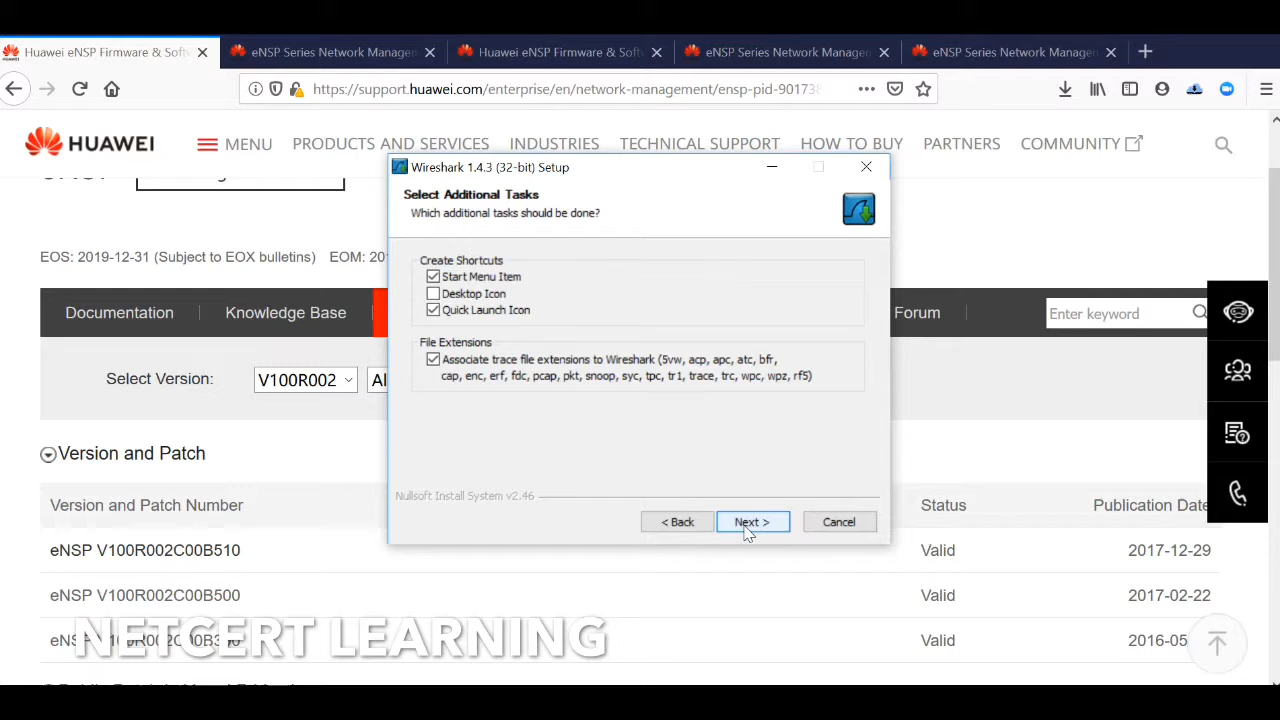 Huawei eNSP Firmware & Softw
eNSP Series Network Managen
Huawei eNSP Firmware & Soft
eNSP Series Network Managen
eNSP Series Network Managen
https://support.huawei.com/enterprise/en/network-management/ensp-pid-90173
HUAWEI
MENU
PRODUCTS AND SERVICES
INDUSTRIES
TECHNICAL SUPPORT
HOW TO BUY
PARTNERS
COMMUNITY
Wireshark 1.4.3 (32-bit) Setup
Select Additional Tasks
Which additional tasks should be done?
EOS: 2019-12-31 (Subject to EOX bulletins) EOM: 20
Create Shortcuts
Start Menu Item
Desktop Icon
Quick Launch Icon
Documentation
Knowledge Base
Forum
Enter keyword
File Extensions
Associate trace file extensions to Wireshark (5vw, acp, apc, atc, bfr,
cap, enc, erf, fdc, pcap, pkt, snoop, syc, tpc, tr1, trace, trc, wpc, wpz, rf5)
Select Version:
V100R002
Al
Version and Patch
Nullsoft Install System v2.46
< Back
Next >
Cancel
Version and Patch Number
Status
Publication Date
eNSP V100R002C00B510
Valid
2017-12-29
eNSP V100R002C00B500
Valid
2017-02-22
Valid
2016-05
NETCERT LEARNING